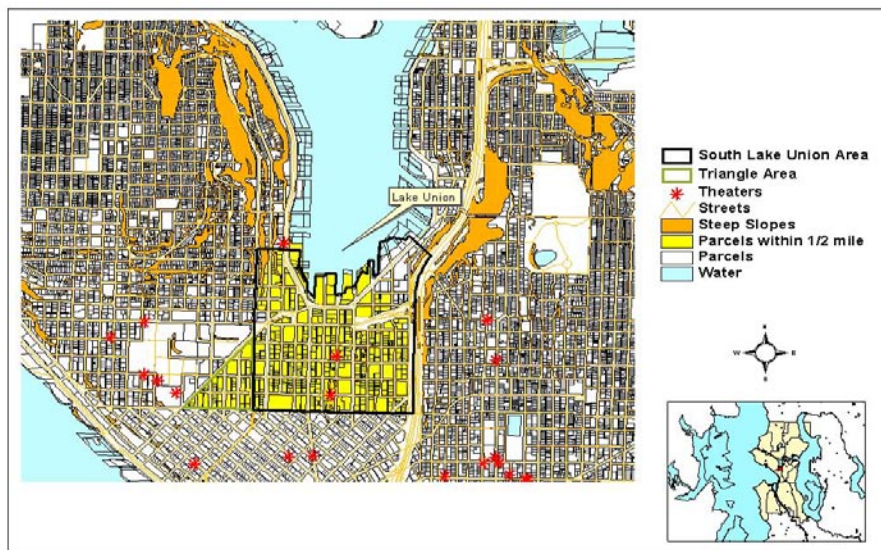 Lake Union
South Lake Union Area
Triangle Area
Theaters
Streets
Steep Slopes
Parcels within 1/2 mile
Parcels
Water
W E
S